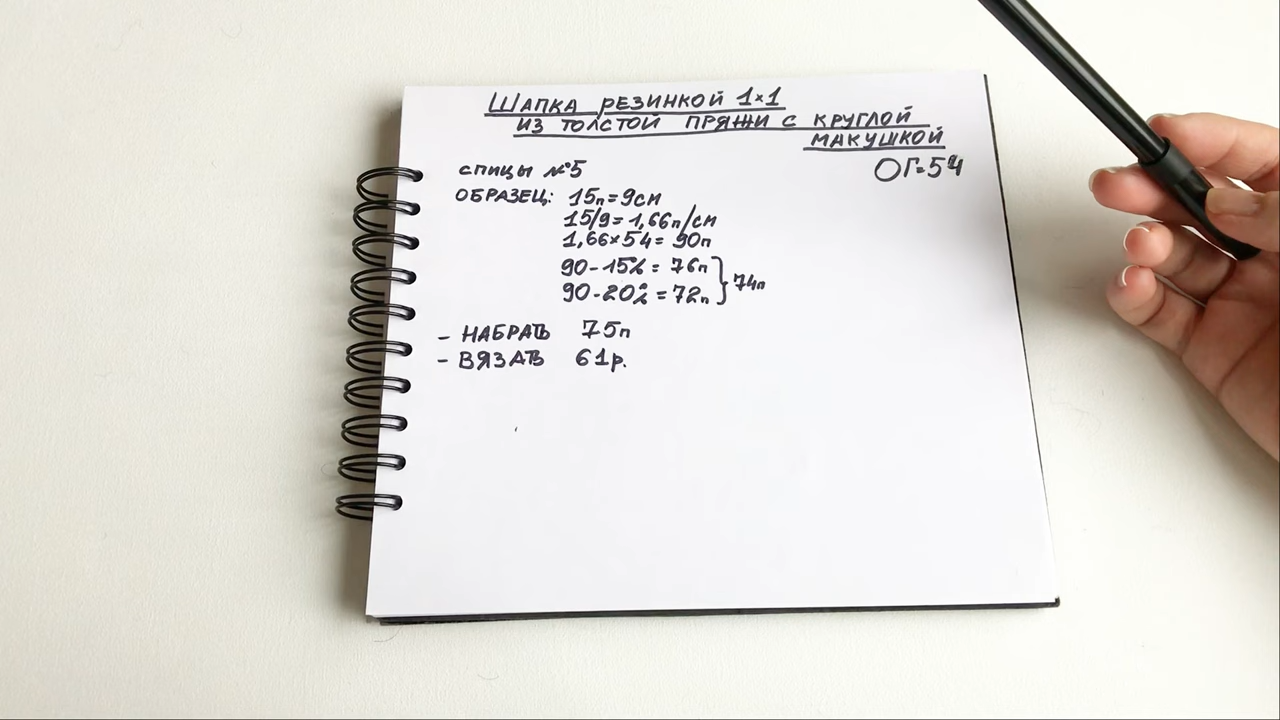 ШАПКА РЕЗИНКОЙ 1×1
ИЗ ТОЛСТОЙ ПРЯЖИ С КРУГЛОЙ
МАКУШКОЙ
ОГ=54
СПИЦЫ №5
ОБРАЗЕЦ: 15п=9см
15/9=1,66п/см
1,66×54=90п
90-15%=76п
90-20%=72п } 74п
- НАБРАТЬ 75п
- ВЯЗАТЬ 61р.